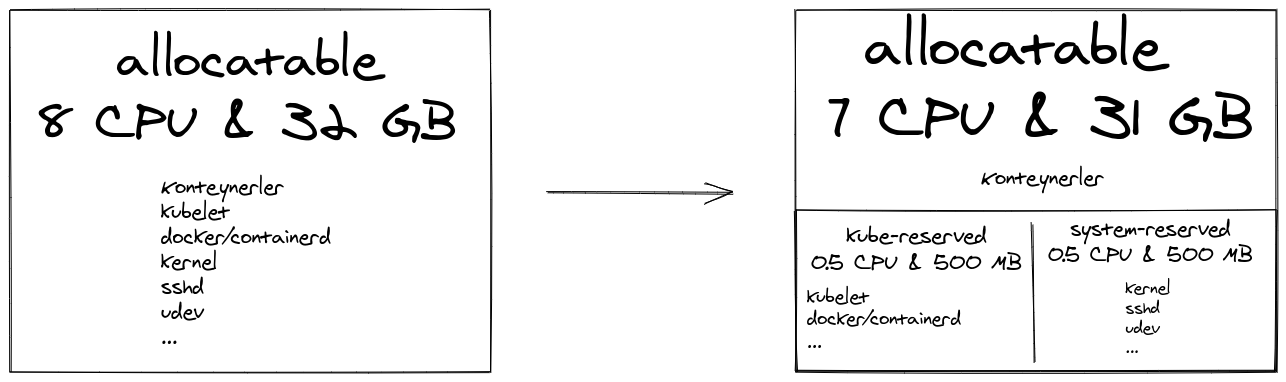 allocatable
8 CPU & 32 GB
konteynerler
kubelet
docker/containerd
kernel
sshd
udev
...
allocatable
7 CPU & 31 GB
konteynerler
kube-reserved
0.5 CPU & 500 MB
kubelet
docker/containerd
...
system-reserved
0.5 CPU & 500 MB
kernel
sshd
udev
...